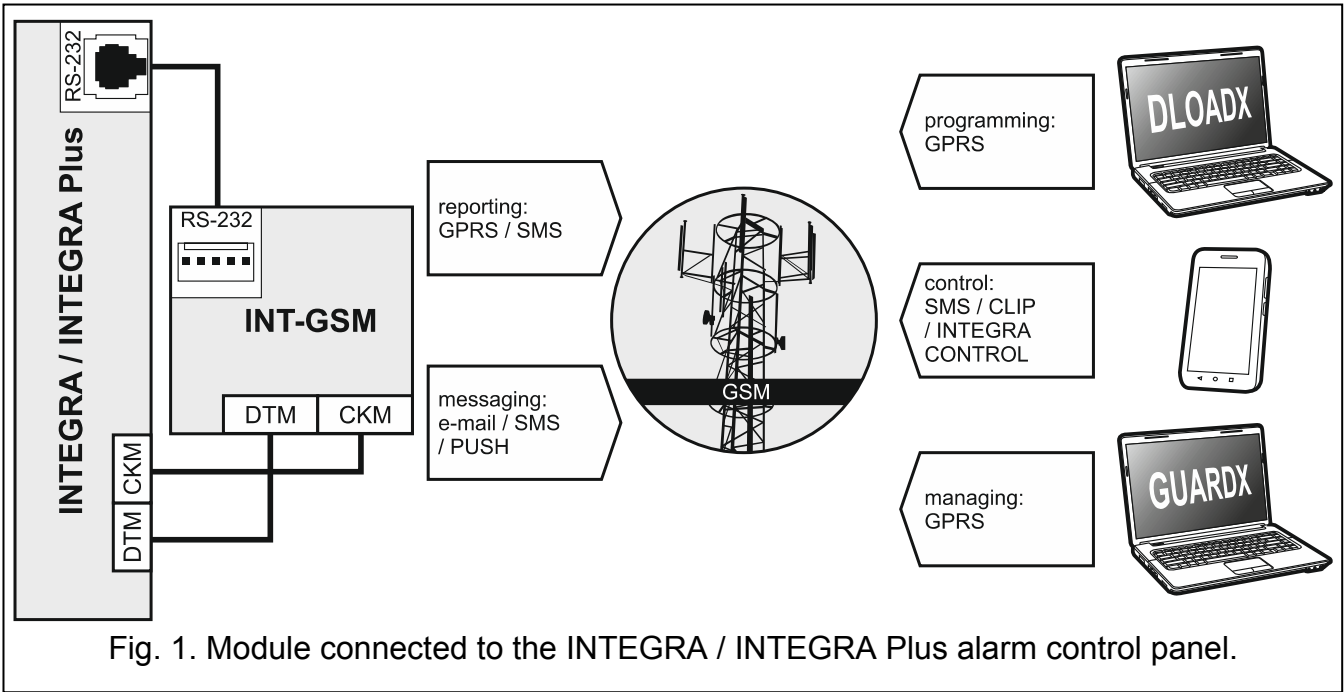 RS-232
INTEGRA / INTEGRA Plus
CKM
DTM
RS-232
INT-GSM
DTM
CKM
reporting:
GPRS / SMS
messaging:
e-mail / SMS
/ PUSH
GSM
programming:
GPRS
control:
SMS / CLIP
/ INTEGRA
CONTROL
managing:
GPRS
DLOADX
GUARDX
Fig. 1. Module connected to the INTEGRA / INTEGRA Plus alarm control panel.